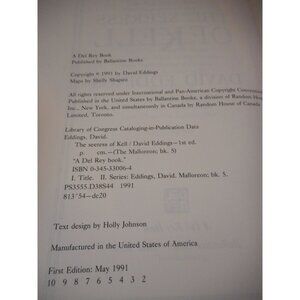 A Del Rey Book
Published by Ballantine Books
Copyright © 1991 by David Eddings
Maps by Shelly Shapiro
All rights reserved under International and Pan-American Copyright Conventions.
Published in the United States by Ballantine Books, a division of Random House,
Inc., New York, and simultaneously in Canada by Random House of Canada
Limited, Toronto.
Library of Congress Cataloging-in-Publication Data
Eddings, David.
The seeress of Kell / David Eddings—1st ed.
p. cm.—(The Malloreon; bk. 5)
"A Del Rey book."
ISBN 0-345-33006-4
I. Title. II. Series: Eddings, David. Malloreon; bk. 5.
PS3555.D38S44 1991
813'.54—dc20
Text design by Holly Johnson
Manufactured in the United States of America
First Edition: May 1991
10 9 8 7 6 5 4 3 2